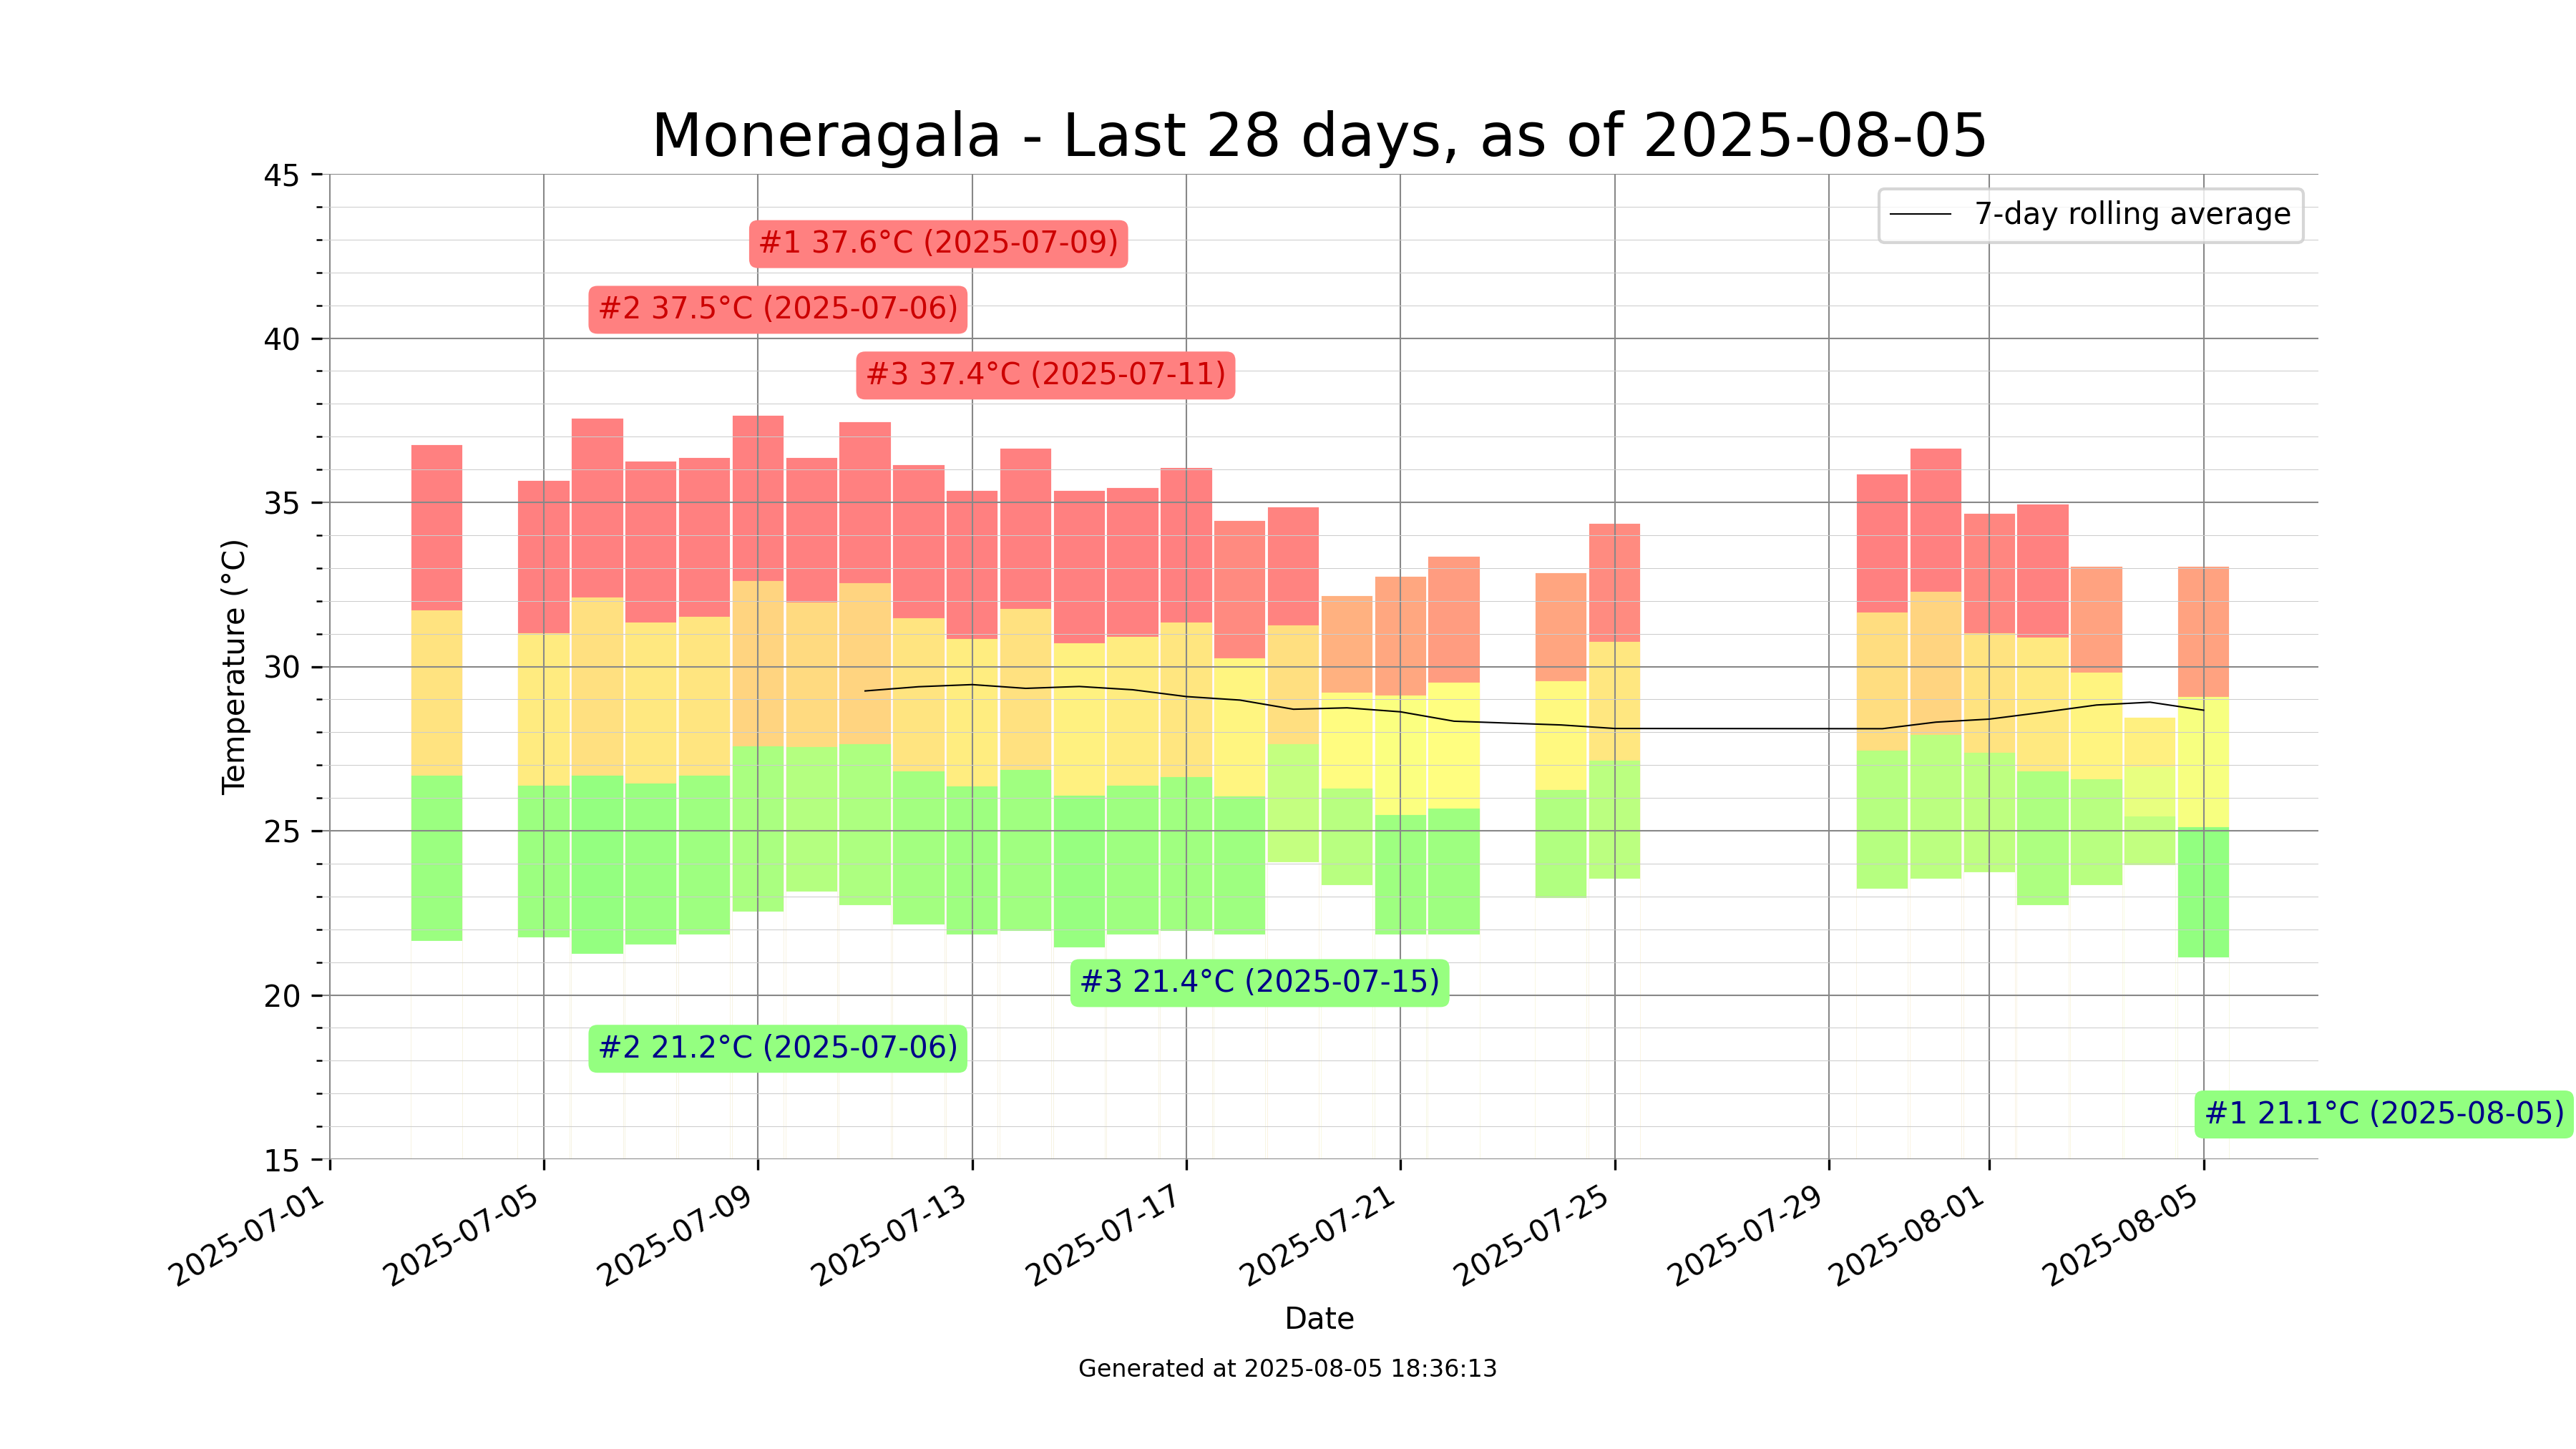 Moneragala - Last 28 days, as of 2025-08-05
7-day rolling average
#1 37.6°C (2025-07-09)
#2 37.5°C (2025-07-06)
#3 37.4°C (2025-07-11)
#3 21.4°C (2025-07-15)
#2 21.2°C (2025-07-06)
#1 21.1°C (2025-08-05)
Temperature (°C)
45
40
35
30
25
20
15
2025-07-01
2025-07-05
2025-07-09
2025-07-13
2025-07-17
2025-07-21
2025-07-25
2025-07-29
2025-08-01
2025-08-05
Date
Generated at 2025-08-05 18:36:13